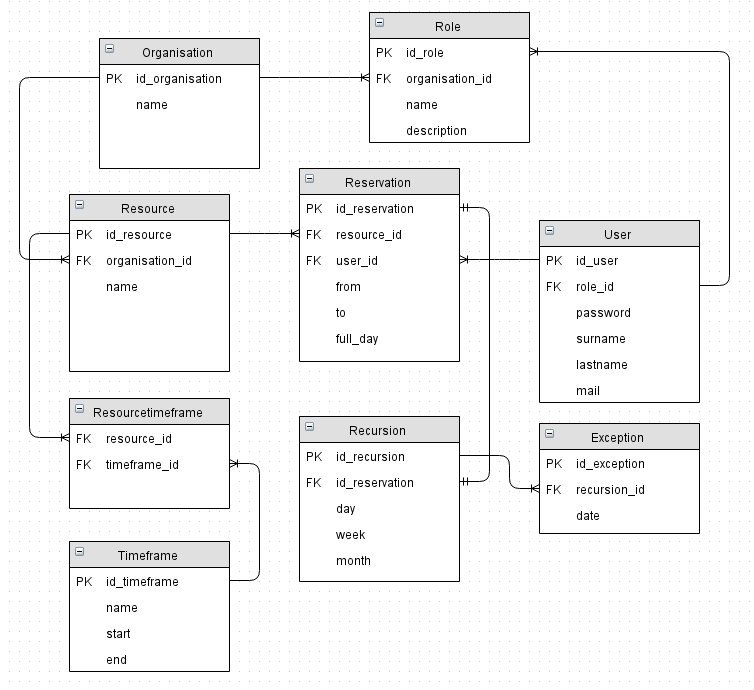 Organisation
PK id_organisation
name
Role
PK id_role
FK organisation_id
name
description
Resource
PK id_resource
FK organisation_id
name
Reservation
PK id_reservation
FK resource_id
FK user_id
from
to
full_day
User
PK id_user
FK role_id
password
surname
lastname
mail
Resourcetimeframe
FK resource_id
FK timeframe_id
Recursion
PK id_recursion
FK id_reservation
day
week
month
Exception
PK id_exception
FK recursion_id
date
Timeframe
PK id_timeframe
name
start
end